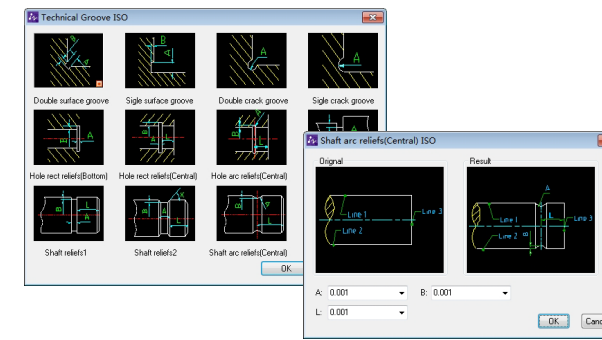 Technical Groove ISO
Double surface groove
Sigle surface groove
Double crack groove
Sigle crack groove
Hole rect reliefs(Bottom)
Hole rect reliefs(Central)
Hole arc reliefs(Central)
Shaft reliefs1
Shaft reliefs2
Shaft arc reliefs(Central)
OK
Shaft arc reliefs(Central) ISO
Orignal
Result
Line 1
Line 2
Line 3
A
L
B
Line 1
Line 2
Line 3
A: 0.001
B: 0.001
L: 0.001
OK
Canc